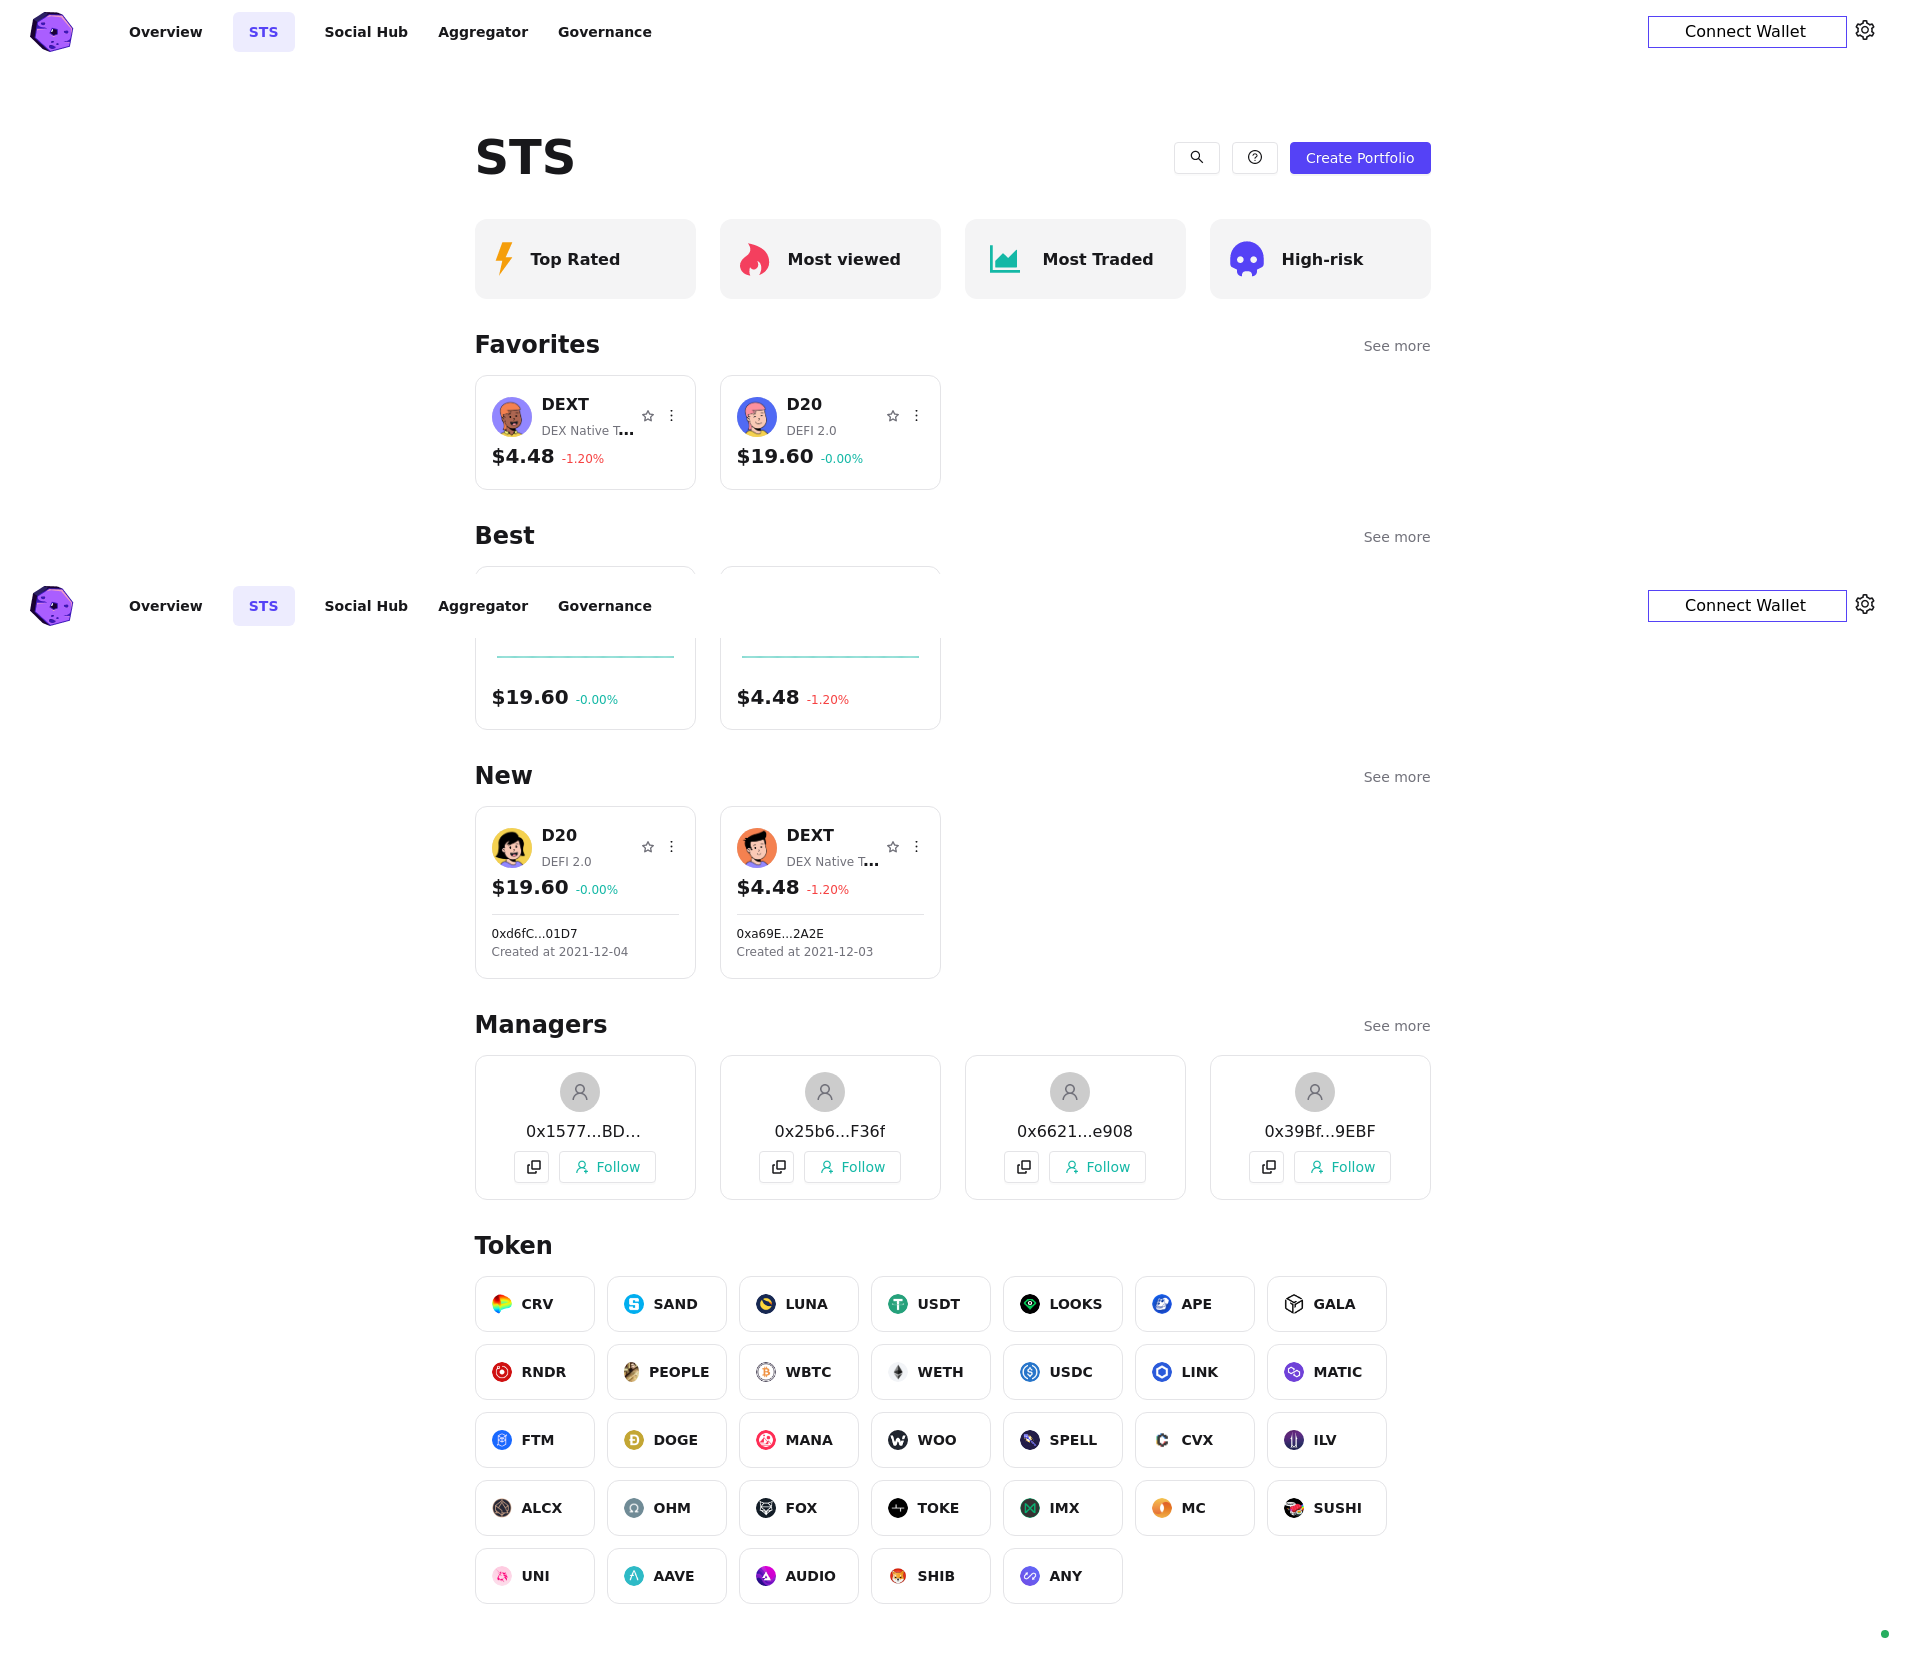 Overview STS Social Hub Aggregator Governance Connect Wallet
STS
Create Portfolio
Top Rated Most viewed Most Traded High-risk
Favorites See more
DEXT D20
DEX Native T... DEFI 2.0
$4.48 -1.20% $19.60 -0.00%
Best See more
Overview STS Social Hub Aggregator Governance Connect Wallet
$19.60 -0.00% $4.48 -1.20%
New See more
D20 DEXT
DEFI 2.0 DEX Native T...
$19.60 -0.00% $4.48 -1.20%
0xd6fC...01D7 0xa69E...2A2E
Created at 2021-12-04 Created at 2021-12-03
Managers See more
0x1577...BD... 0x25b6...F36f 0x6621...e908 0x39Bf...9EBF
Follow Follow Follow Follow
Token
CRV SAND LUNA USDT LOOKS APE GALA
RNDR PEOPLE WBTC WETH USDC LINK MATIC
FTM DOGE MANA WOO SPELL CVX ILV
ALCX OHM FOX TOKE IMX MC SUSHI
UNI AAVE AUDIO SHIB ANY